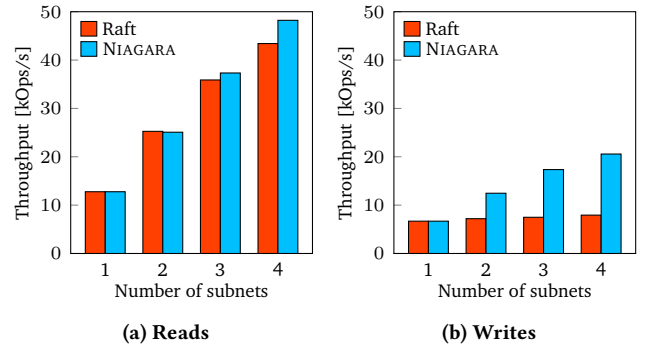 50
40
30
20
10
0
Throughput [kOps/s]
Raft
NIAGARA
1 2 3 4
Number of subnets
(a) Reads
50
40
30
20
10
0
Throughput [kOps/s]
Raft
NIAGARA
1 2 3 4
Number of subnets
(b) Writes